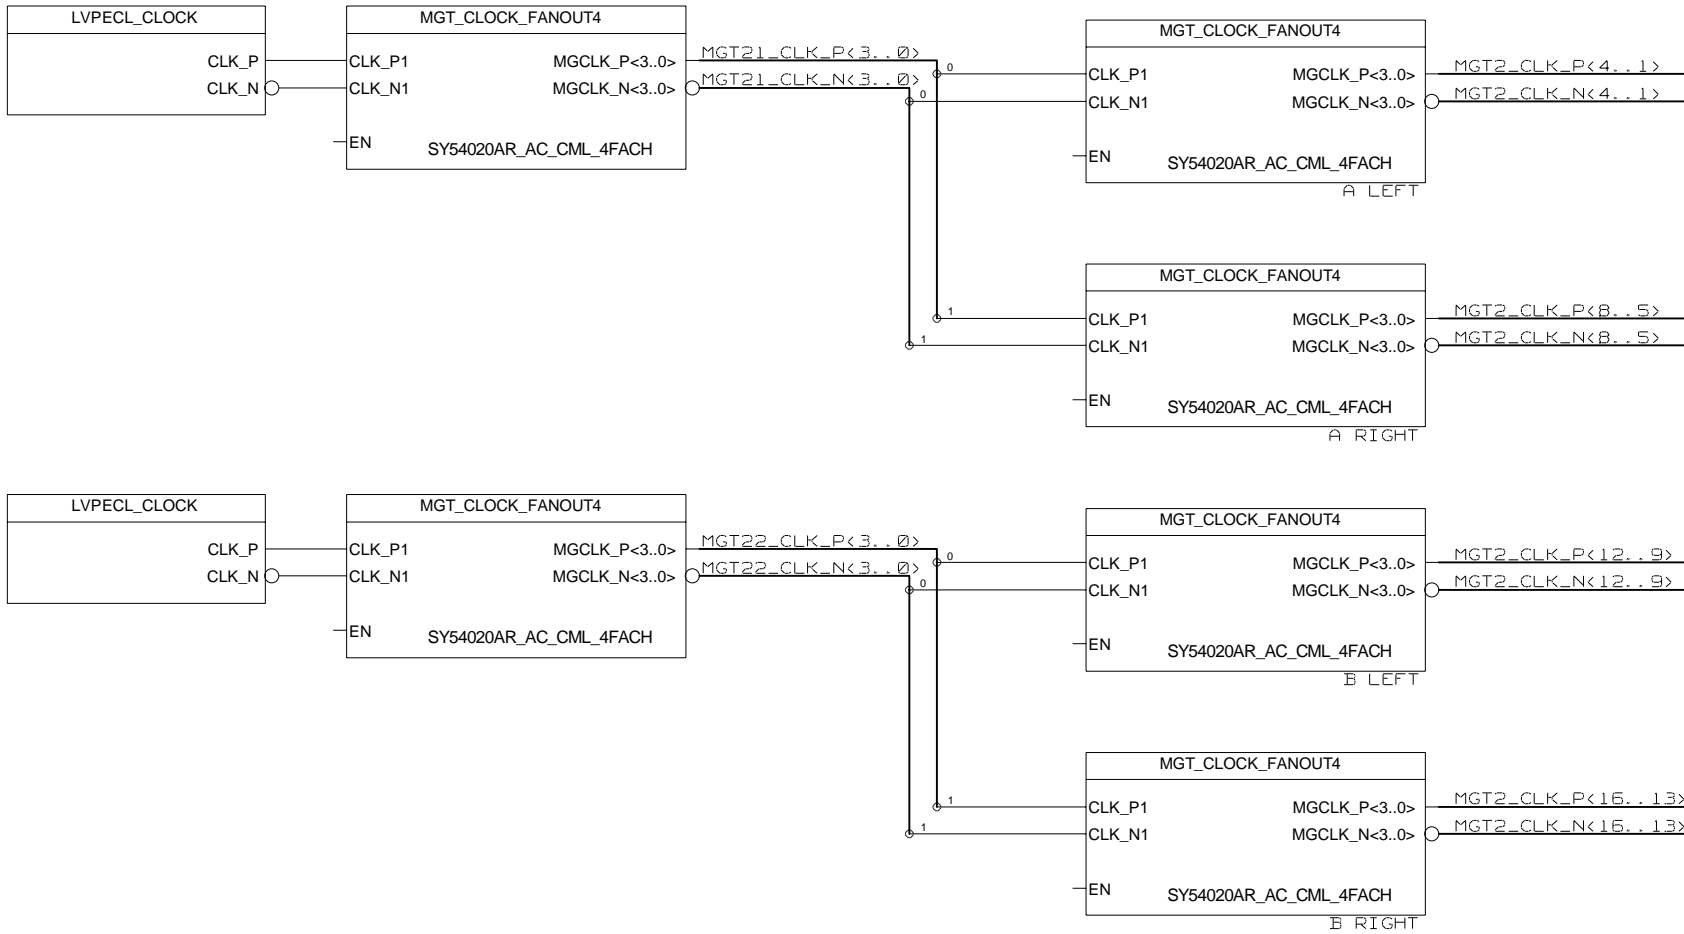 LVPECL_CLOCK
CLK_P
CLK_N
MGT_CLOCK_FANOUT4
CLK_P1
MGCLK_P<3..0>
CLK_N1
MGCLK_N<3..0>
EN
SY54020AR_AC_CML_4FACH
MGT21_CLK_P<3..0>
MGT21_CLK_N<3..0>
0
0
MGT_CLOCK_FANOUT4
CLK_P1
MGCLK_P<3..0>
CLK_N1
MGCLK_N<3..0>
EN
SY54020AR_AC_CML_4FACH
A LEFT
MGT2_CLK_P<4..1>
MGT2_CLK_N<4..1>
1
1
MGT_CLOCK_FANOUT4
CLK_P1
MGCLK_P<3..0>
CLK_N1
MGCLK_N<3..0>
EN
SY54020AR_AC_CML_4FACH
A RIGHT
MGT2_CLK_P<8..5>
MGT2_CLK_N<8..5>
LVPECL_CLOCK
CLK_P
CLK_N
MGT_CLOCK_FANOUT4
CLK_P1
MGCLK_P<3..0>
CLK_N1
MGCLK_N<3..0>
EN
SY54020AR_AC_CML_4FACH
MGT22_CLK_P<3..0>
MGT22_CLK_N<3..0>
0
0
MGT_CLOCK_FANOUT4
CLK_P1
MGCLK_P<3..0>
CLK_N1
MGCLK_N<3..0>
EN
SY54020AR_AC_CML_4FACH
B LEFT
MGT2_CLK_P<12..9>
MGT2_CLK_N<12..9>
1
1
MGT_CLOCK_FANOUT4
CLK_P1
MGCLK_P<3..0>
CLK_N1
MGCLK_N<3..0>
EN
SY54020AR_AC_CML_4FACH
B RIGHT
MGT2_CLK_P<16..13>
MGT2_CLK_N<16..13>